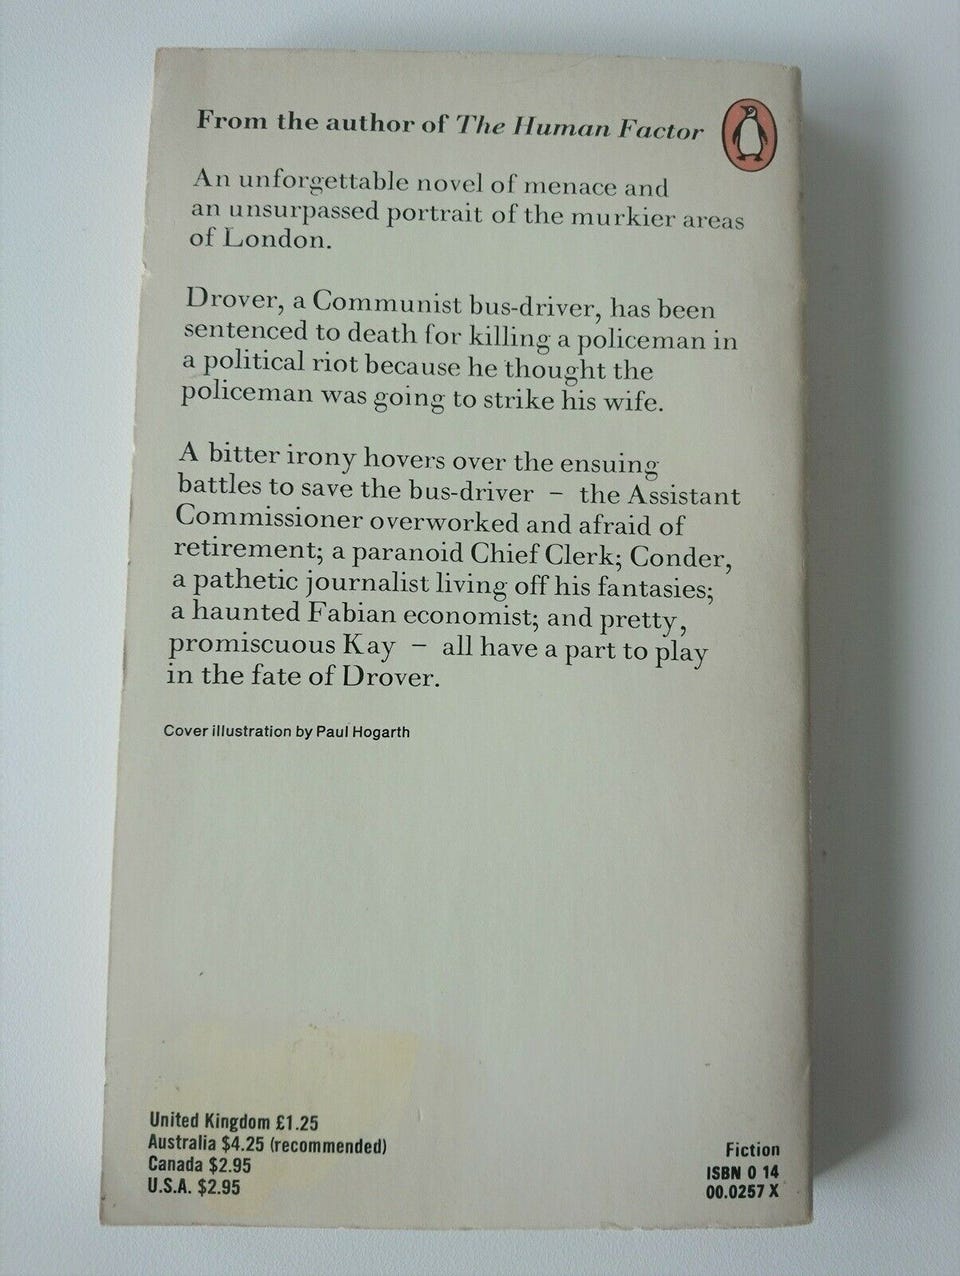 From the author of The Human Factor
An unforgettable novel of menace and
an unsurpassed portrait of the murkier areas
of London.
Drover, a Communist bus-driver, has been
sentenced to death for killing a policeman in
a political riot because he thought the
policeman was going to strike his wife.
A bitter irony hovers over the ensuing
battles to save the bus-driver – the Assistant
Commissioner overworked and afraid of
retirement; a paranoid Chief Clerk; Conder,
a pathetic journalist living off his fantasies;
a haunted Fabian economist; and pretty,
promiscuous Kay – all have a part to play
in the fate of Drover.
Cover illustration by Paul Hogarth
United Kingdom £1.25
Australia $4.25 (recommended)
Canada $2.95
U.S.A. $2.95
Fiction
ISBN 0 14
00.0257 X